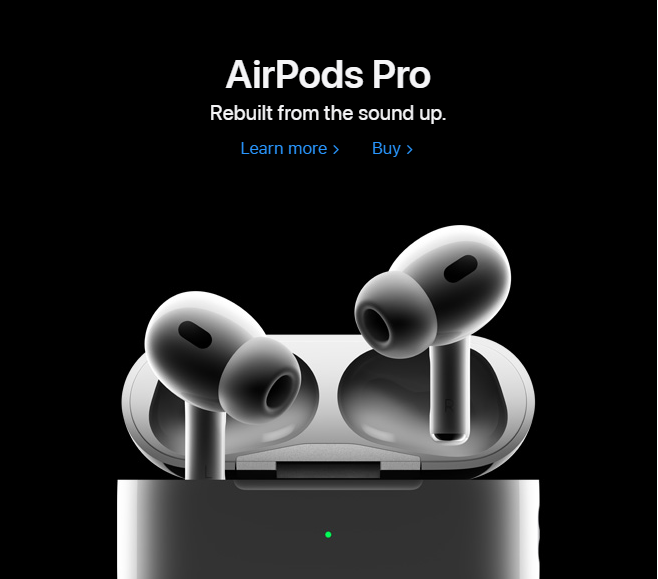 AirPods Pro
Rebuilt from the sound up.
Learn more >
Buy >
R
L